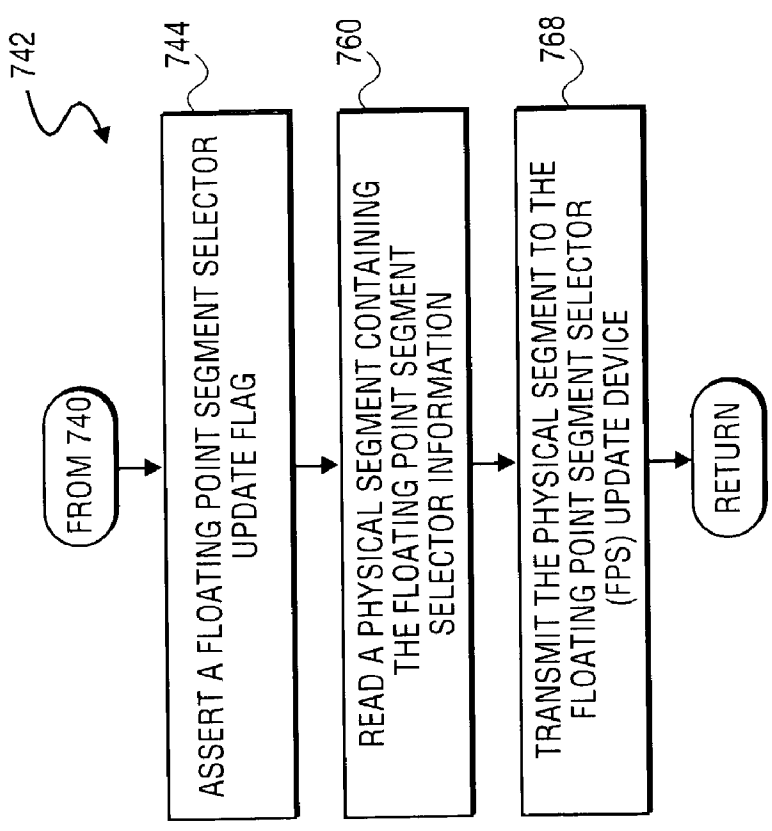 742
FROM 740
744
ASSERT A FLOATING POINT SEGMENT SELECTOR
UPDATE FLAG
760
READ A PHYSICAL SEGMENT CONTAINING
THE FLOATING POINT SEGMENT
SELECTOR INFORMATION
768
TRANSMIT THE PHYSICAL SEGMENT TO THE
FLOATING POINT SEGMENT SELECTOR
(FPS) UPDATE DEVICE
RETURN